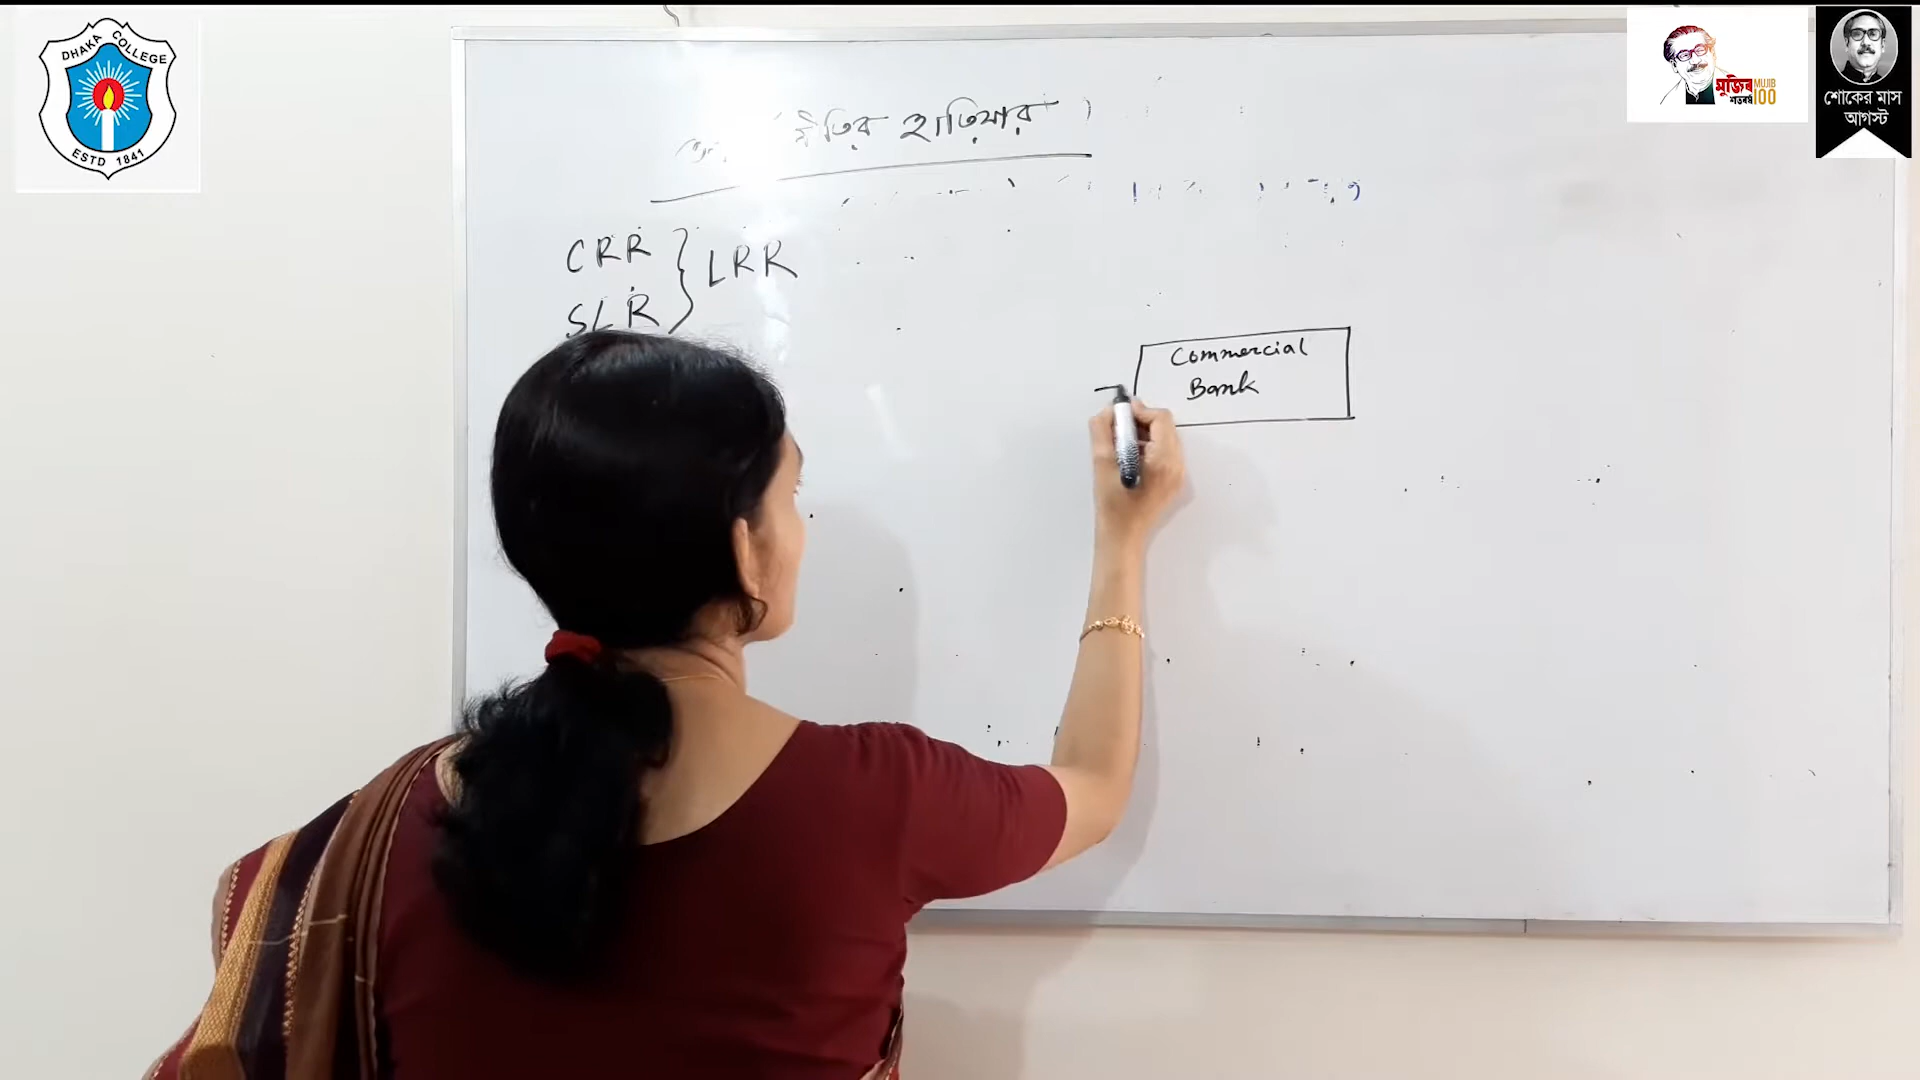 DHAKA COLLEGE
ESTD 1841
মুজিব MUJIB
শতবর্ষ 100
শোকের মাস
আগস্ট
নীতির হাতিয়ার
CRR } LRR
SLR
Commercial
Bank